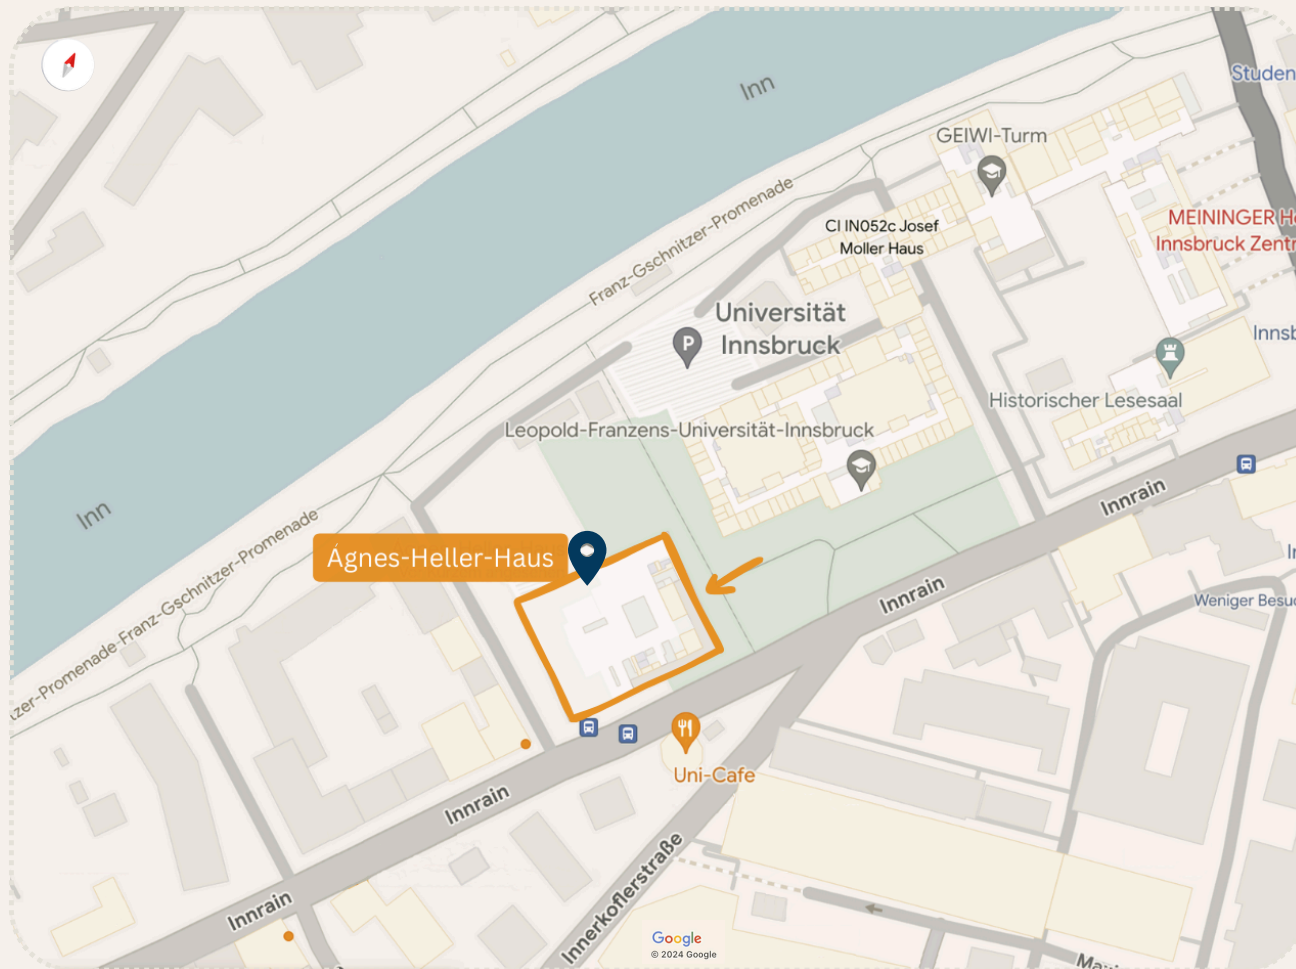 Inn
Studen
GEIWI-Turm
Franz-Gschnitzer-Promenade
CI IN052c Josef
Moller Haus
MEININGER H
Innsbruck Zentr
Universität
Innsbruck
P
Innsb
Historischer Lesesaal
Leopold-Franzens-Universität-Innsbruck
Innrain
Inn
Ágnes-Heller-Haus
Innrain
Weniger Besuc
zer-Promenade-Franz-Gschnitzer-Promenade
Uni-Cafe
Innrain
Innerkoflerstraße
Innrain
Google
© 2024 Google